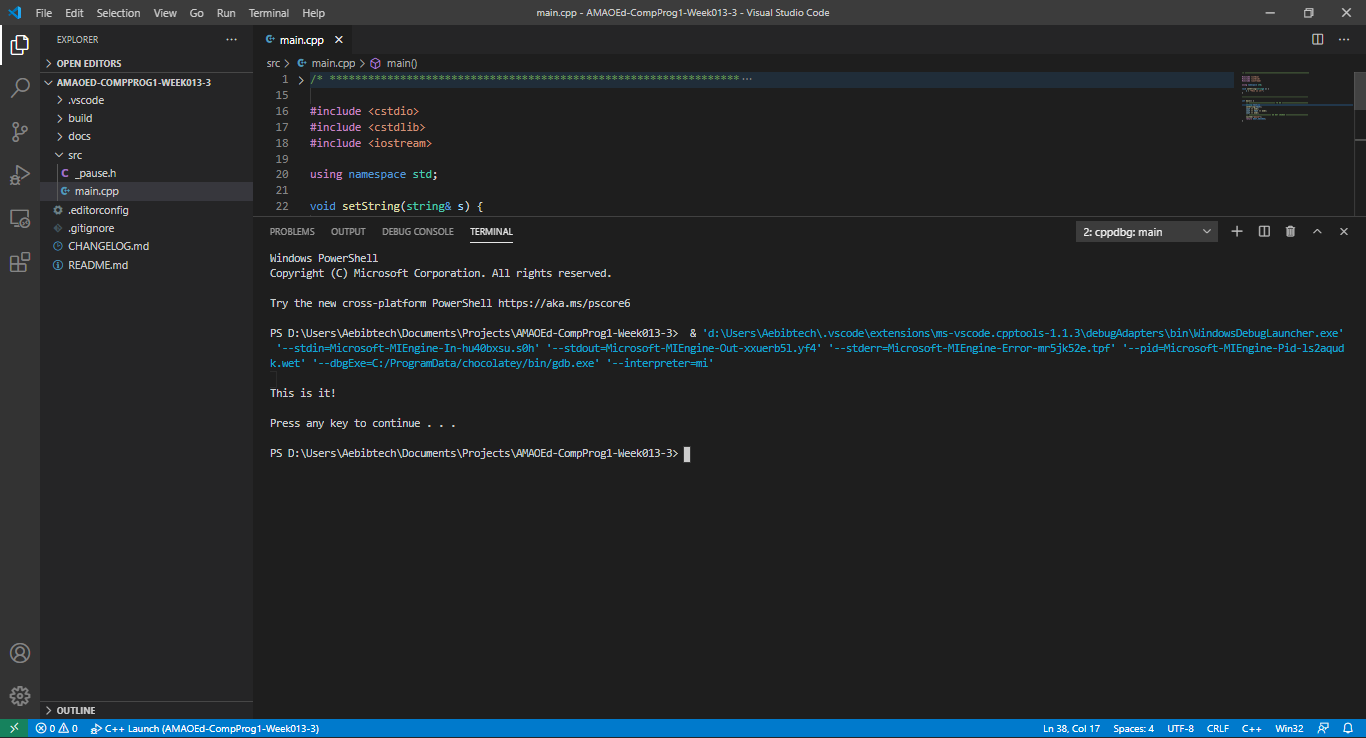 File Edit Selection View Go Run Terminal Help
main.cpp - AMAOEd-CompProg1-Week013-3 - Visual Studio Code
EXPLORER
OPEN EDITORS
AMAOED-COMPPROG1-WEEK013-3
.vscode
build
docs
src
_pause.h
main.cpp
.editorconfig
.gitignore
CHANGELOG.md
README.md
OUTLINE
main.cpp
src > main.cpp > main()
1 /* ****************************************************************...
15
16 #include <cstdio>
17 #include <cstdlib>
18 #include <iostream>
19
20 using namespace std;
21
22 void setString(string& s) {
PROBLEMS OUTPUT DEBUG CONSOLE TERMINAL
2: cppdbg: main
Windows PowerShell
Copyright (C) Microsoft Corporation. All rights reserved.
Try the new cross-platform PowerShell https://aka.ms/pscore6
PS D:\Users\Aebibtech\Documents\Projects\AMAOEd-CompProg1-Week013-3> & 'd:\Users\Aebibtech\.vscode\extensions\ms-vscode.cpptools-1.1.3\debugAdapters\bin\WindowsDebugLauncher.exe'
'--stdin=Microsoft-MIEngine-In-hu40bxsu.s0h' '--stdout=Microsoft-MIEngine-Out-xxuerb5l.yf4' '--stderr=Microsoft-MIEngine-Error-mr5jk52e.tpf' '--pid=Microsoft-MIEngine-Pid-ls2aqud
k.wet' '--dbgExe=C:/ProgramData/chocolatey/bin/gdb.exe' '--interpreter=mi'
This is it!
Press any key to continue . . .
PS D:\Users\Aebibtech\Documents\Projects\AMAOEd-CompProg1-Week013-3>
0 0 C++ Launch (AMAOEd-CompProg1-Week013-3)
Ln 38, Col 17 Spaces: 4 UTF-8 CRLF C++ Win32